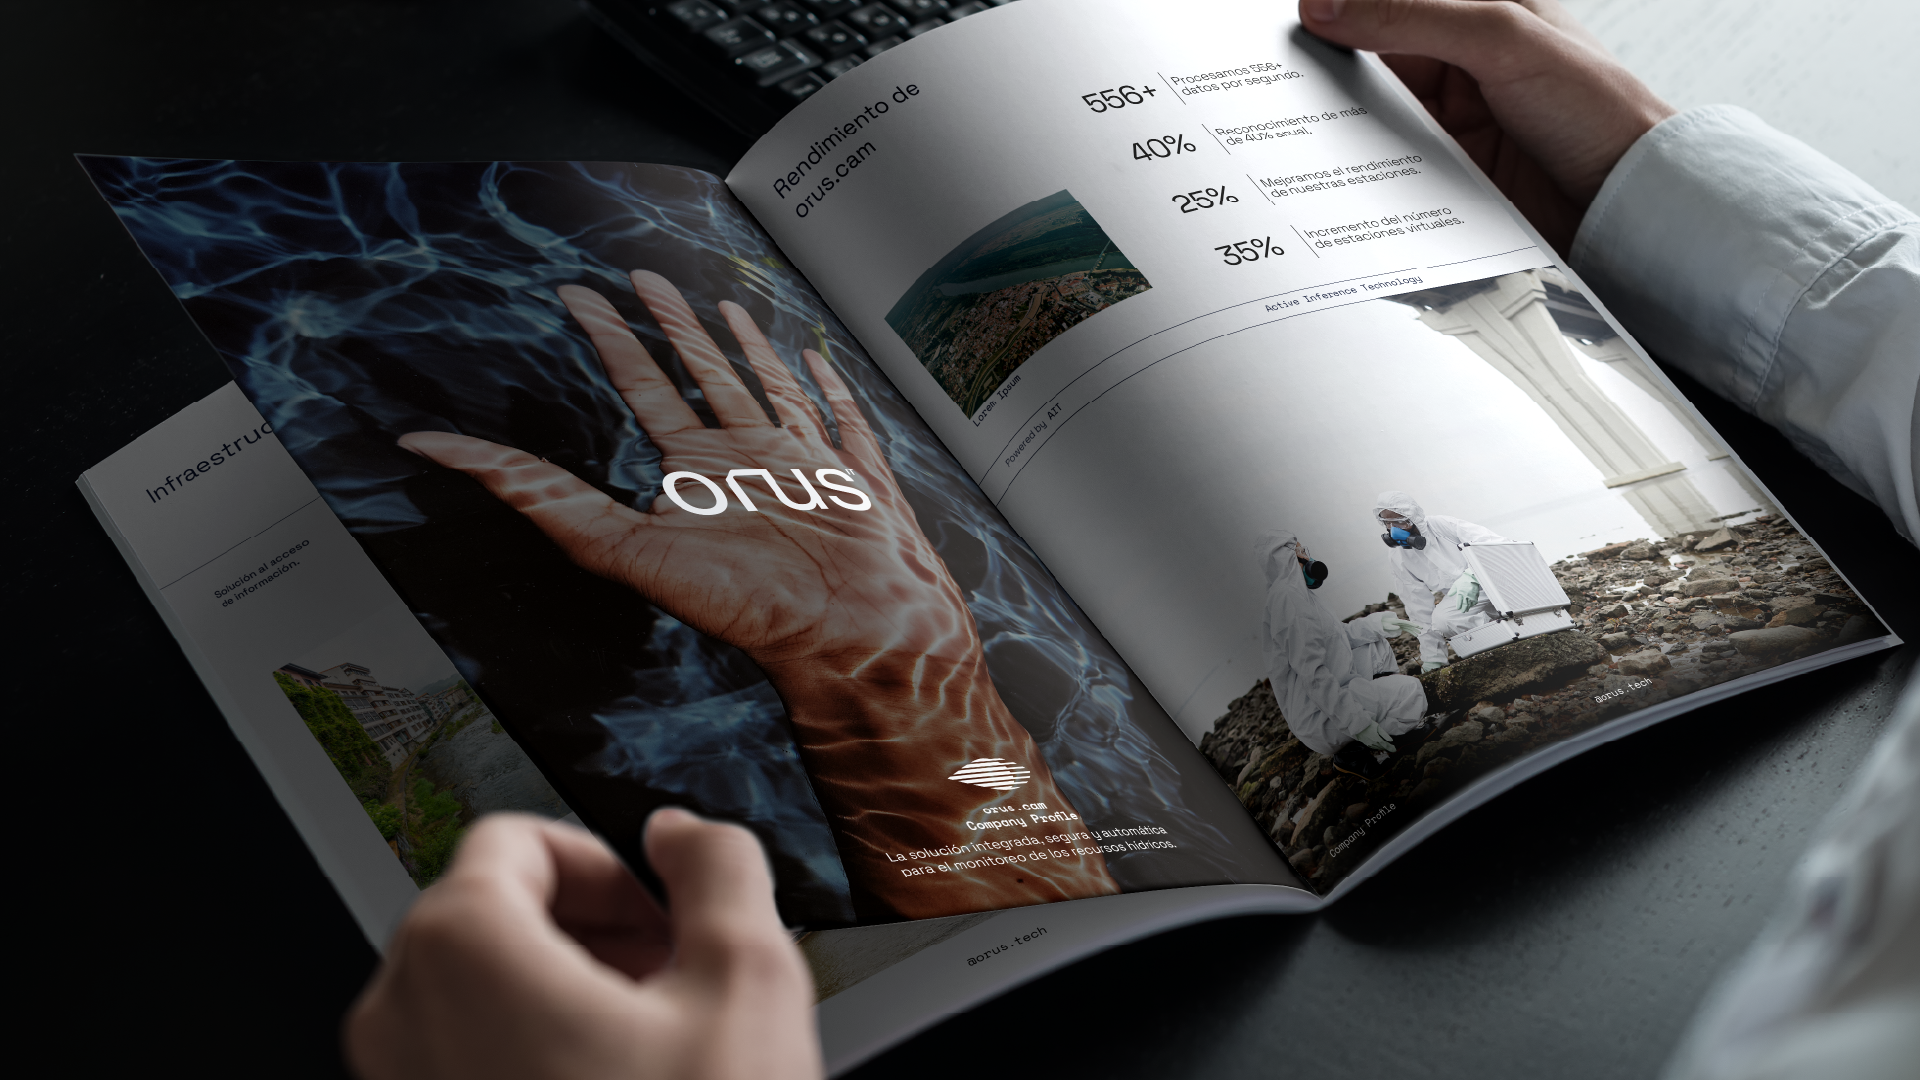 Infraestruc
Solución al acceso
de información.
orus
orus.cam
Company Profile
La solución integrada, segura y automática
para el monitoreo de los recursos hídricos.
@orus.tech
Rendimiento de
orus.cam
556+
Procesamos 556+
datos por segundo.
40%
Reconocimiento de más
de 40% anual.
25%
Mejoramos el rendimiento
de nuestras estaciones.
35%
Incremento del número
de estaciones virtuales.
Lorem Ipsum
Powered by AIT
Active Inference Technology
Company Profile
@orus.tech